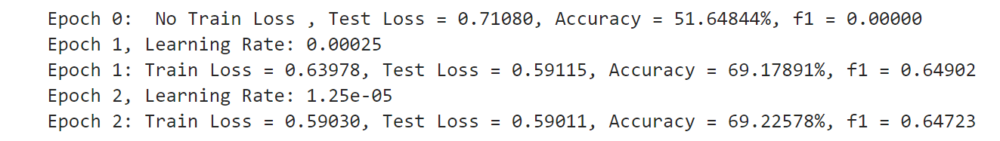 Epoch 0:  No Train Loss , Test Loss = 0.71080, Accuracy = 51.64844%, f1 = 0.00000
Epoch 1, Learning Rate: 0.00025
Epoch 1: Train Loss = 0.63978, Test Loss = 0.59115, Accuracy = 69.17891%, f1 = 0.64902
Epoch 2, Learning Rate: 1.25e-05
Epoch 2: Train Loss = 0.59030, Test Loss = 0.59011, Accuracy = 69.22578%, f1 = 0.64723